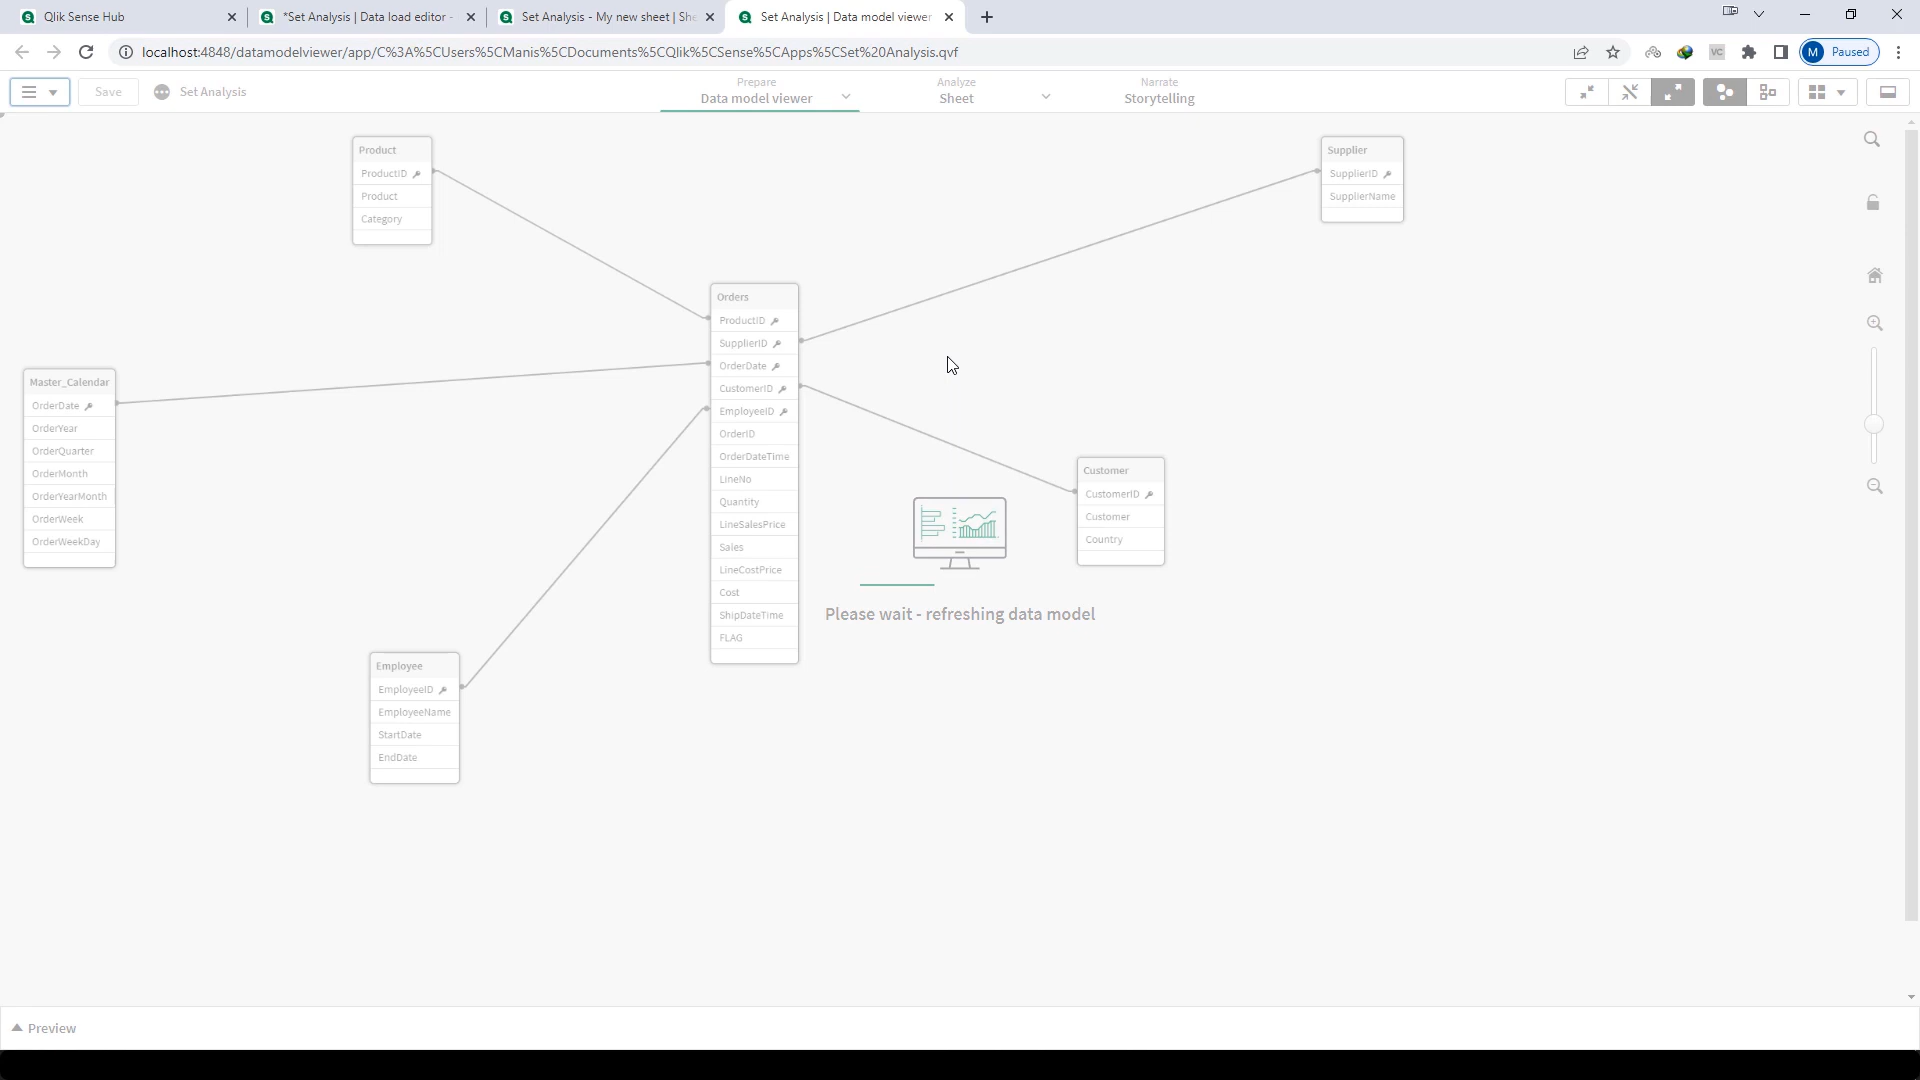 Qlik Sense Hub
*Set Analysis | Data load editor -
Set Analysis - My new sheet | She
Set Analysis | Data model viewer
localhost:4848/datamodelviewer/app/C%3A%5CUsers%5CManis%5CDocuments%5CQlik%5CSense%5CApps%5CSet%20Analysis.qvf
VC
M
Paused
Save
Set Analysis
Prepare
Data model viewer
Analyze
Sheet
Narrate
Storytelling
Product
ProductID
Product
Category
Supplier
SupplierID
SupplierName
Orders
ProductID
SupplierID
OrderDate
CustomerID
EmployeeID
OrderID
OrderDateTime
LineNo
Quantity
LineSalesPrice
Sales
LineCostPrice
Cost
ShipDateTime
FLAG
Master_Calendar
OrderDate
OrderYear
OrderQuarter
OrderMonth
OrderYearMonth
OrderWeek
OrderWeekDay
Customer
CustomerID
Customer
Country
Please wait - refreshing data model
Employee
EmployeeID
EmployeeName
StartDate
EndDate
Preview